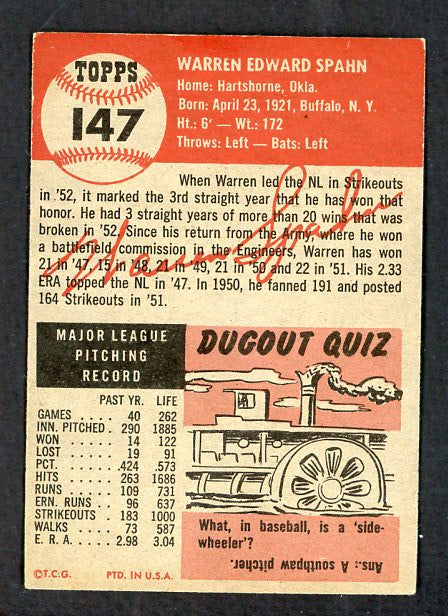 TOPPS
147
WARREN EDWARD SPAHN
Home: Hartshorne, Okla.
Born: April 23, 1921, Buffalo, N. Y.
Ht.: 6' — Wt.: 172
Throws: Left — Bats: Left
When Warren led the NL in Strikeouts
in '52, it marked the 3rd straight year that he has won that
honor. He had 3 straight years of more than 20 wins that was
broken in '52. Since his return from the Army, where he won
a battlefield commission in the Engineers, Warren has won
21 in '47, 15 in '48, 21 in '49, 21 in '50 and 22 in '51. His 2.33
ERA topped the NL in '47. In 1950, he fanned 191 and posted
164 Strikeouts in '51.
Warren Spahn
MAJOR LEAGUE
PITCHING
RECORD
PAST YR. LIFE
GAMES 40 262
INN. PITCHED 290 1885
WON 14 122
LOST 19 91
PCT. .424 .573
HITS 263 1686
RUNS 109 731
ERN. RUNS 96 637
STRIKEOUTS 183 1000
WALKS 73 587
E. R. A. 2.98 3.04
©T.C.G. PTD. IN U.S.A.
DUGOUT QUIZ
What, in baseball, is a 'side-
wheeler'?
Ans.: A southpaw pitcher.